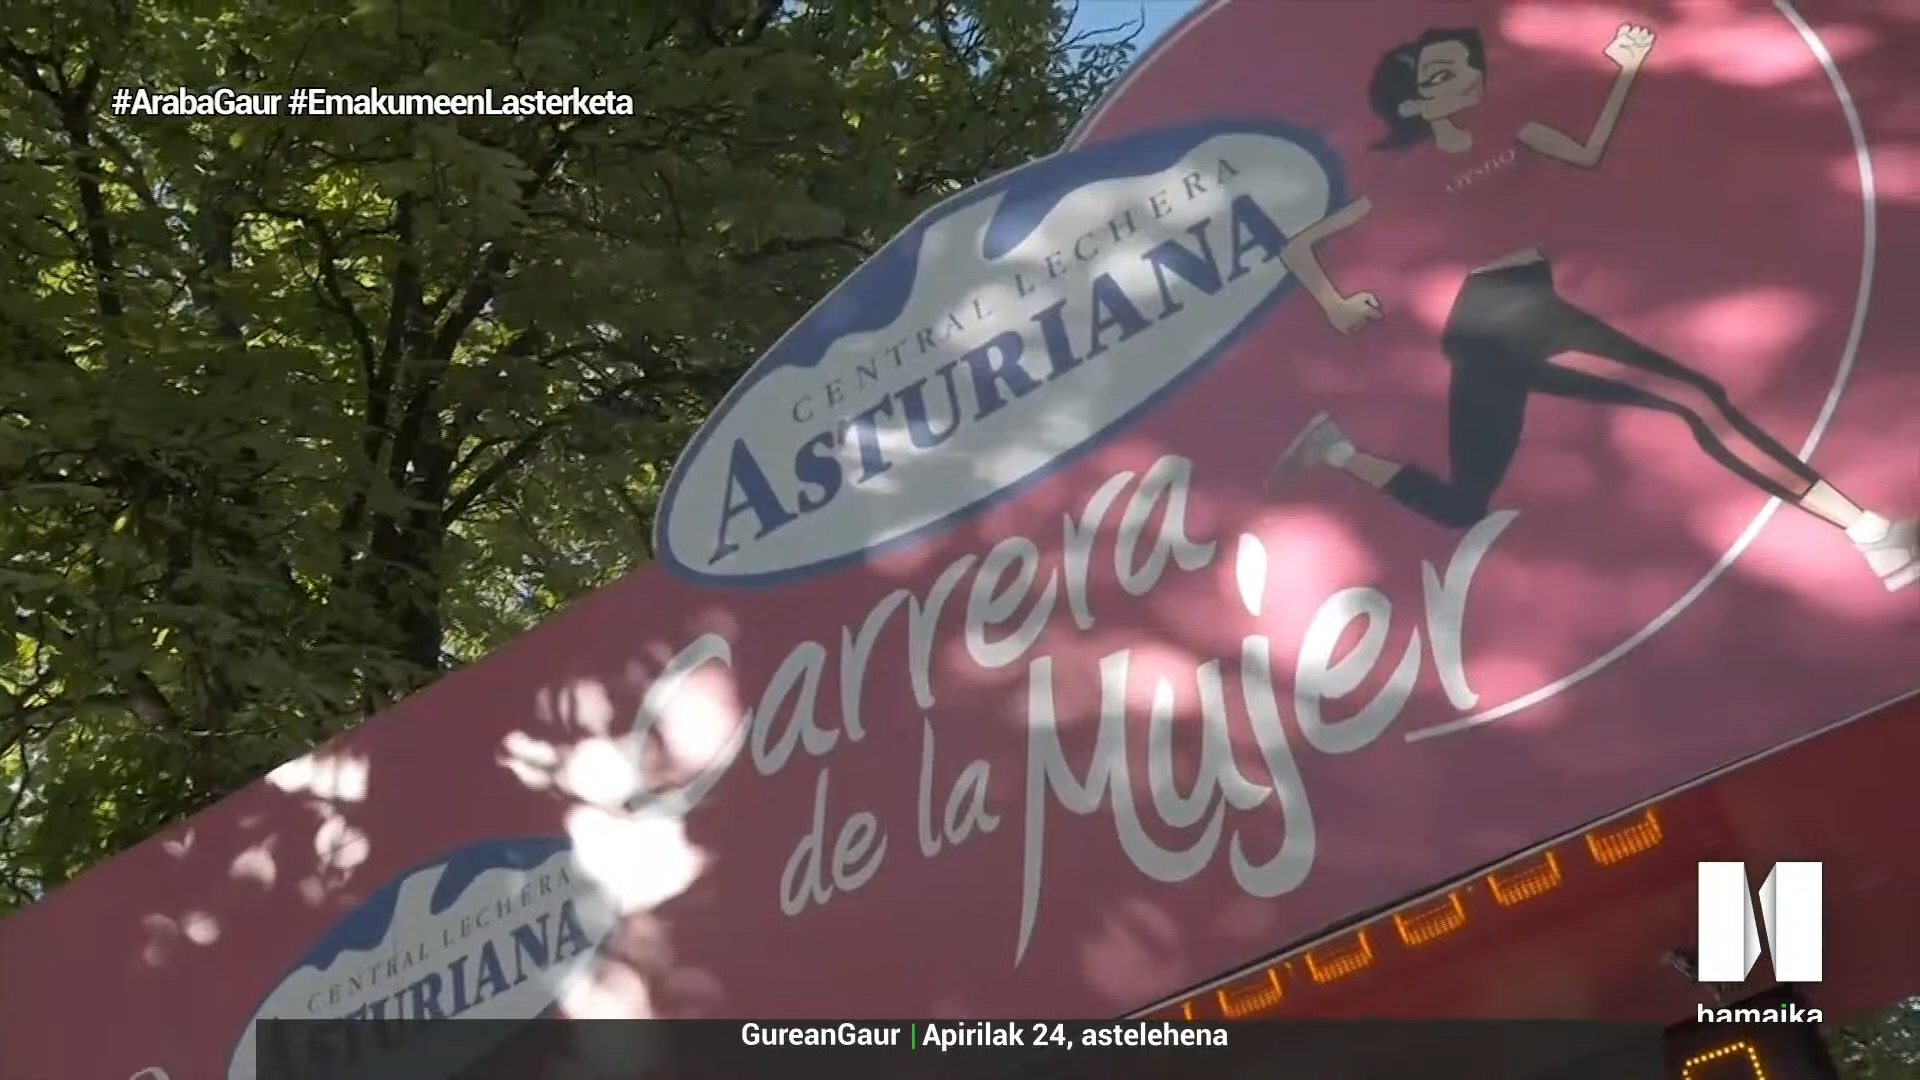 #ArabaGaur #EmakumeenLasterketa
CENTRAL LECHERA
ASTURIANA
Carrera
de la Mujer
CENTRAL LECHERA
ASTURIANA
hamaika
GureanGaur | Apirilak 24, astelehena